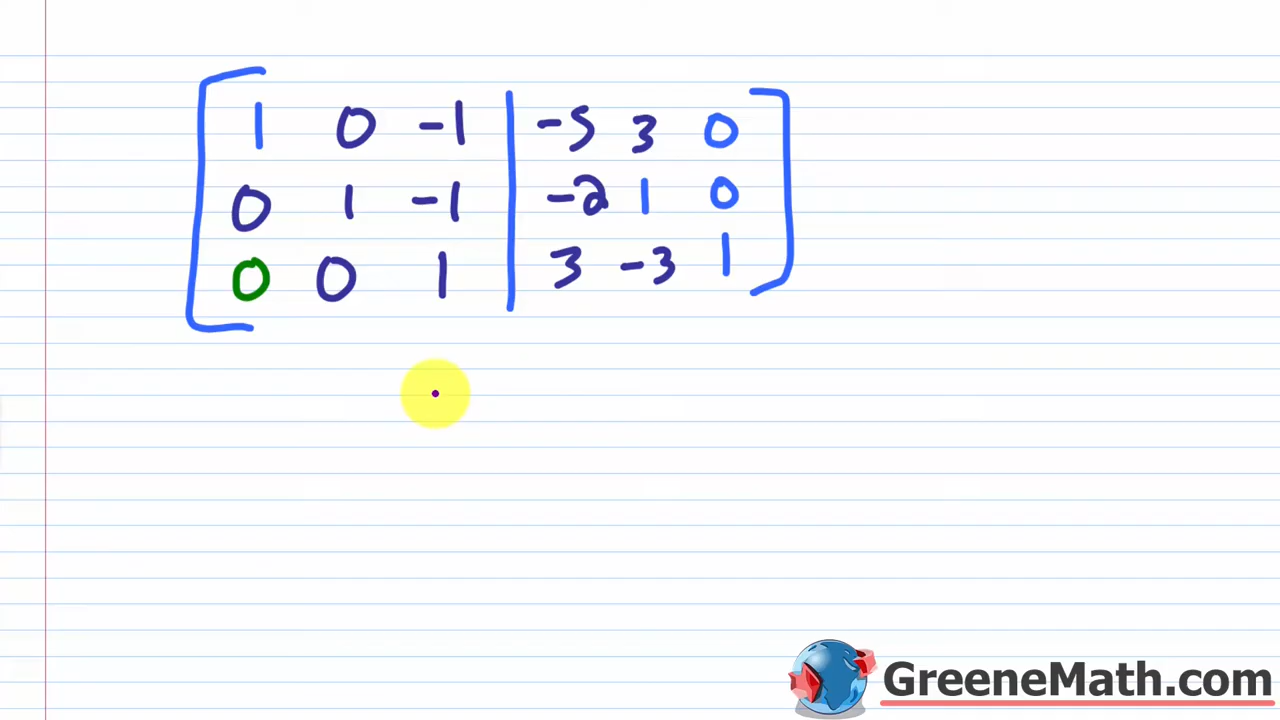 1 0 -1 | -5 3 0
0 1 -1 | -2 1 0
0 0 1 | 3 -3 1
GreeneMath.com